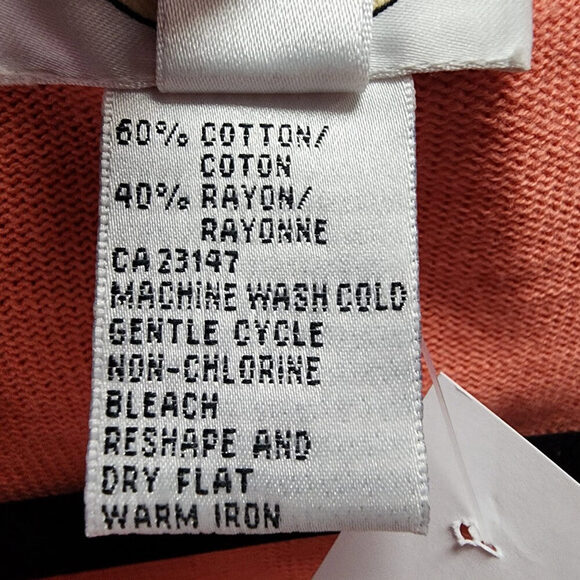 60% COTTON/
COTON
40% RAYON/
RAYONNE
CA 23147
MACHINE WASH COLD
GENTLE CYCLE
NON-CHLORINE
BLEACH
RESHAPE AND
DRY FLAT
WARM IRON